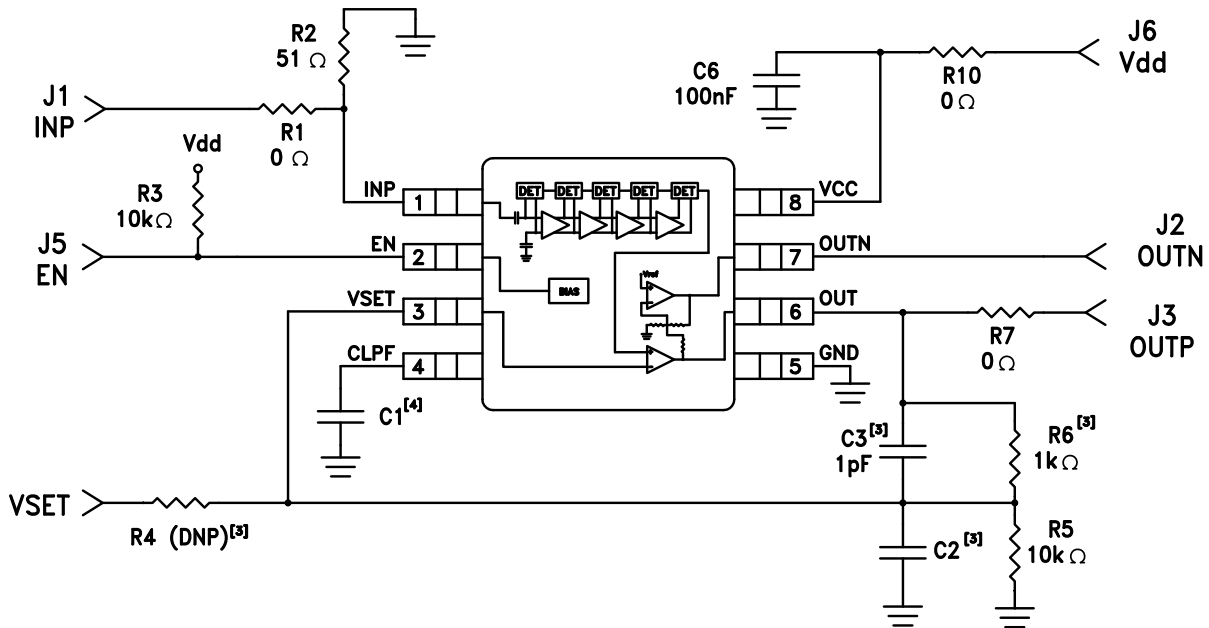 R2
51 Ω
J1
INP
R1
0 Ω
C6
100nF
R10
0 Ω
J6
Vdd
Vdd
R3
10kΩ
J5
EN
INP
1
EN
2
VSET
3
CLPF
4
DET DET DET DET DET
BIAS
Vref
8
VCC
7
OUTN
6
OUT
5
GND
J2
OUTN
J3
OUTP
R7
0 Ω
C1[4]
C3[3]
1pF
R6[3]
1kΩ
VSET
R4 (DNP)[3]
C2[3]
R5
10kΩ